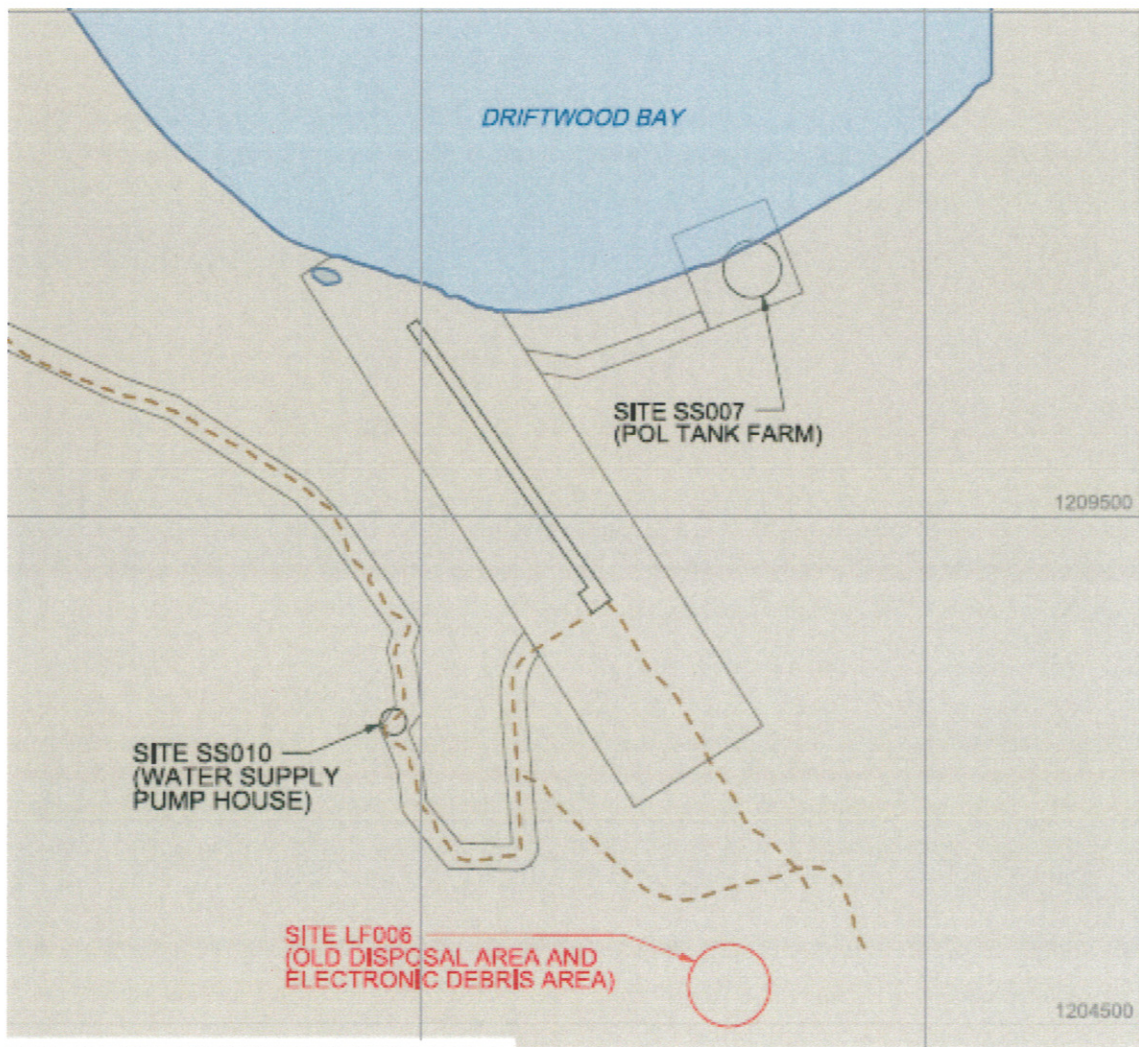 DRIFTWOOD BAY
SITE SS007
(POL TANK FARM)
1209500
SITE SS010
(WATER SUPPLY
PUMP HOUSE)
SITE LF006
(OLD DISPOSAL AREA AND
ELECTRONIC DEBRIS AREA)
1204500